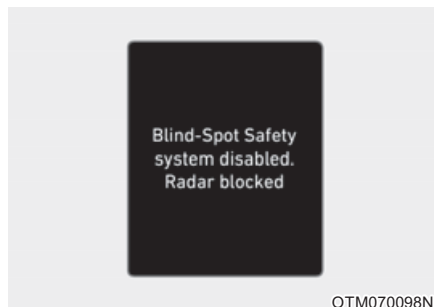 Blind-Spot Safety
system disabled.
Radar blocked
OTM070098N